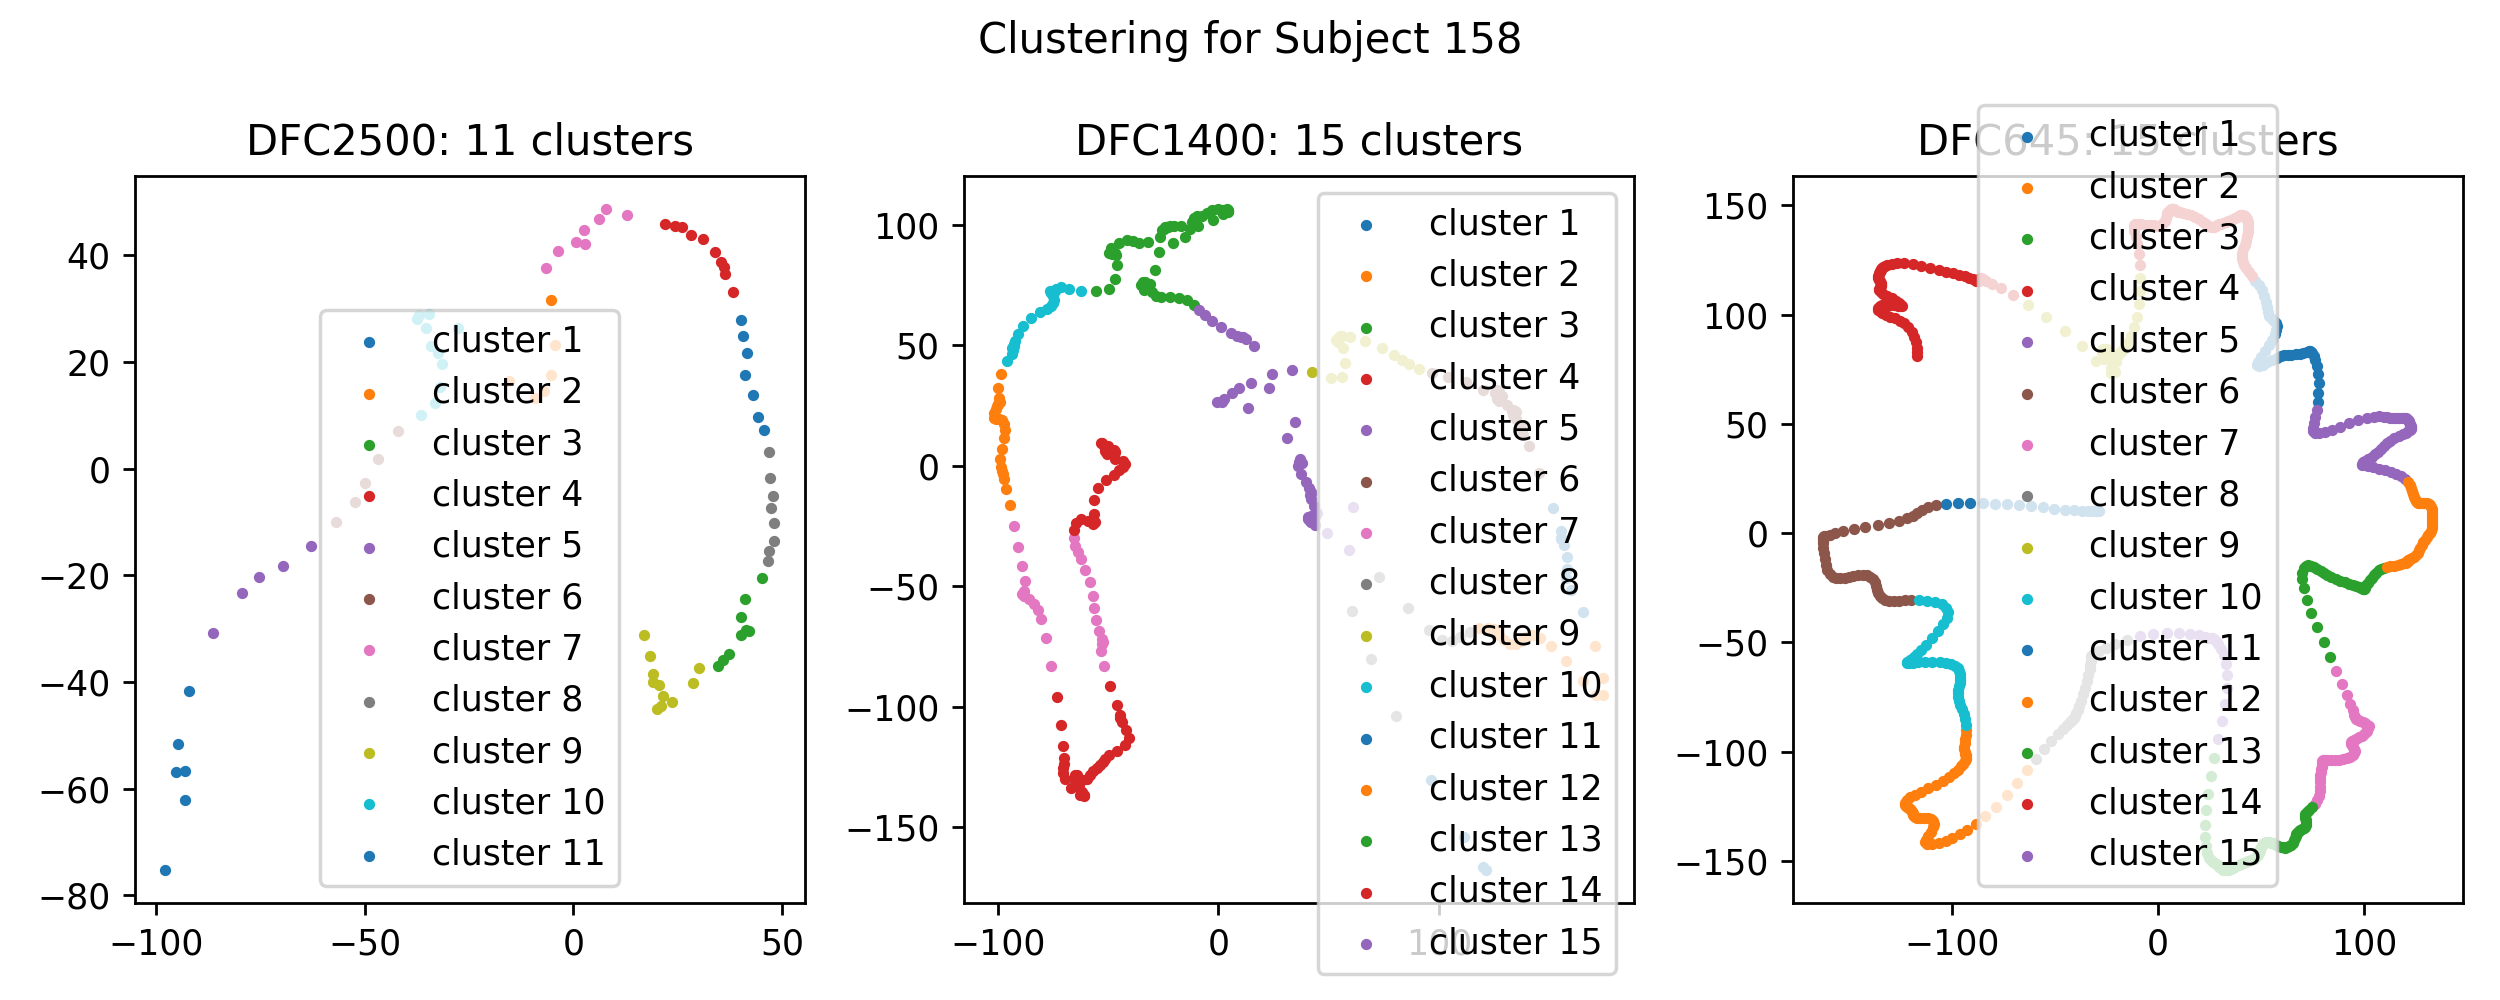 Clustering for Subject 158
DFC2500: 11 clusters
40
20
0
−20
−40
−60
−80
−100
−50
0
50
cluster 1
cluster 2
cluster 3
cluster 4
cluster 5
cluster 6
cluster 7
cluster 8
cluster 9
cluster 10
cluster 11
DFC1400: 15 clusters
100
50
0
−50
−100
−150
−100
0
100
cluster 1
cluster 2
cluster 3
cluster 4
cluster 5
cluster 6
cluster 7
cluster 8
cluster 9
cluster 10
cluster 11
cluster 12
cluster 13
cluster 14
cluster 15
DFC645: 15 clusters
150
100
50
0
−50
−100
−150
−100
0
100
cluster 1
cluster 2
cluster 3
cluster 4
cluster 5
cluster 6
cluster 7
cluster 8
cluster 9
cluster 10
cluster 11
cluster 12
cluster 13
cluster 14
cluster 15